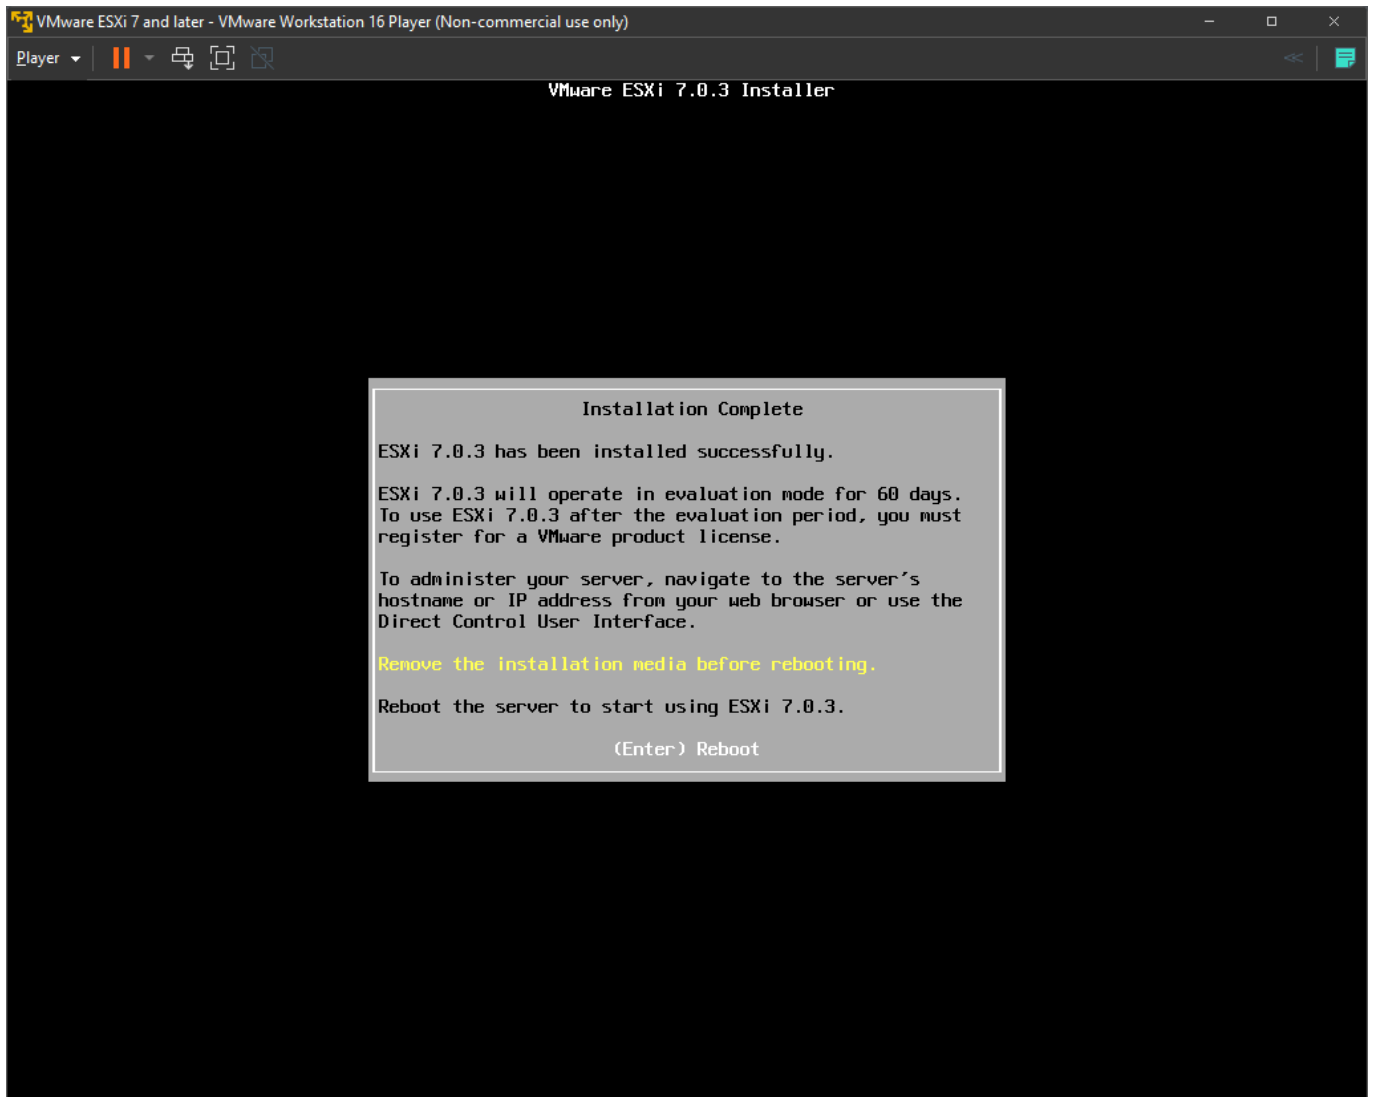 VMware ESXi 7 and later - VMware Workstation 16 Player (Non-commercial use only)
Player
VMware ESXi 7.0.3 Installer
Installation Complete
ESXi 7.0.3 has been installed successfully.
ESXi 7.0.3 will operate in evaluation mode for 60 days.
To use ESXi 7.0.3 after the evaluation period, you must
register for a VMware product license.
To administer your server, navigate to the server's
hostname or IP address from your web browser or use the
Direct Control User Interface.
Remove the installation media before rebooting.
Reboot the server to start using ESXi 7.0.3.
(Enter) Reboot